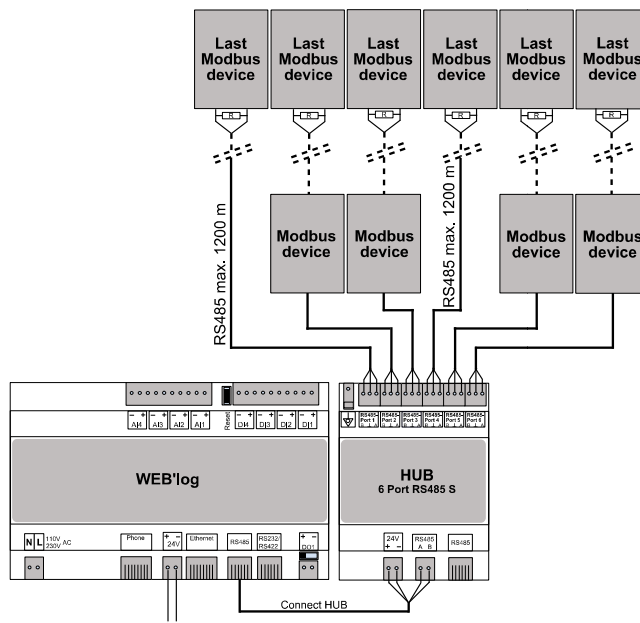 Last Modbus device
Last Modbus device
Last Modbus device
Last Modbus device
Last Modbus device
Last Modbus device
R
R
R
R
R
R
RS485 max. 1200 m
RS485 max. 1200 m
Modbus device
Modbus device
Modbus device
Modbus device
- + - + - + - +
AI4 AI3 AI2 AI1
Reset
- + - + - + - +
DI4 DI3 DI2 DI1
WEB'log
N L 110V 230V AC
Phone
+ - 24V
Ethernet
RS485
RS232/ RS422
+ - DO1
RS485- Port 1
RS485- Port 2
RS485- Port 3
RS485- Port 4
RS485- Port 5
RS485- Port 6
HUB
6 Port RS485 S
24V + -
RS485 A B
RS485
Connect HUB